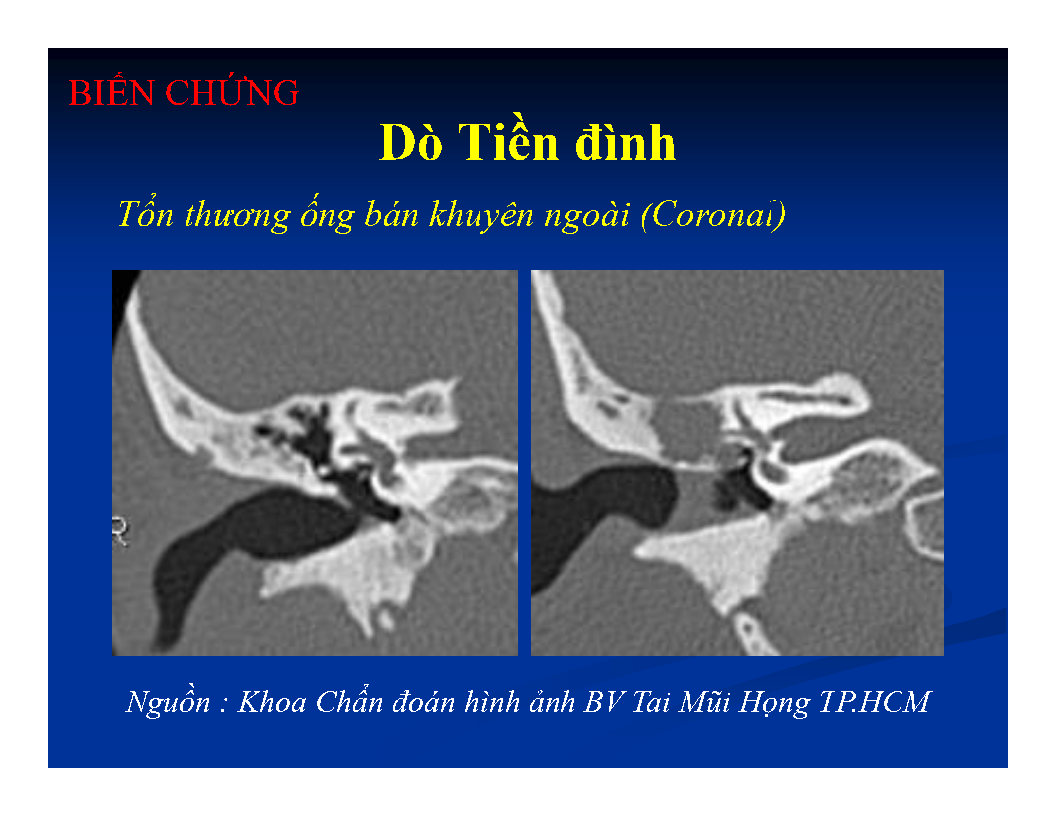 BIẾN CHỨNG
Dò Tiền đình
Tổn thương ống bán khuyên ngoài (Coronal)
R
Nguồn : Khoa Chẩn đoán hình ảnh BV Tai Mũi Họng TP.HCM